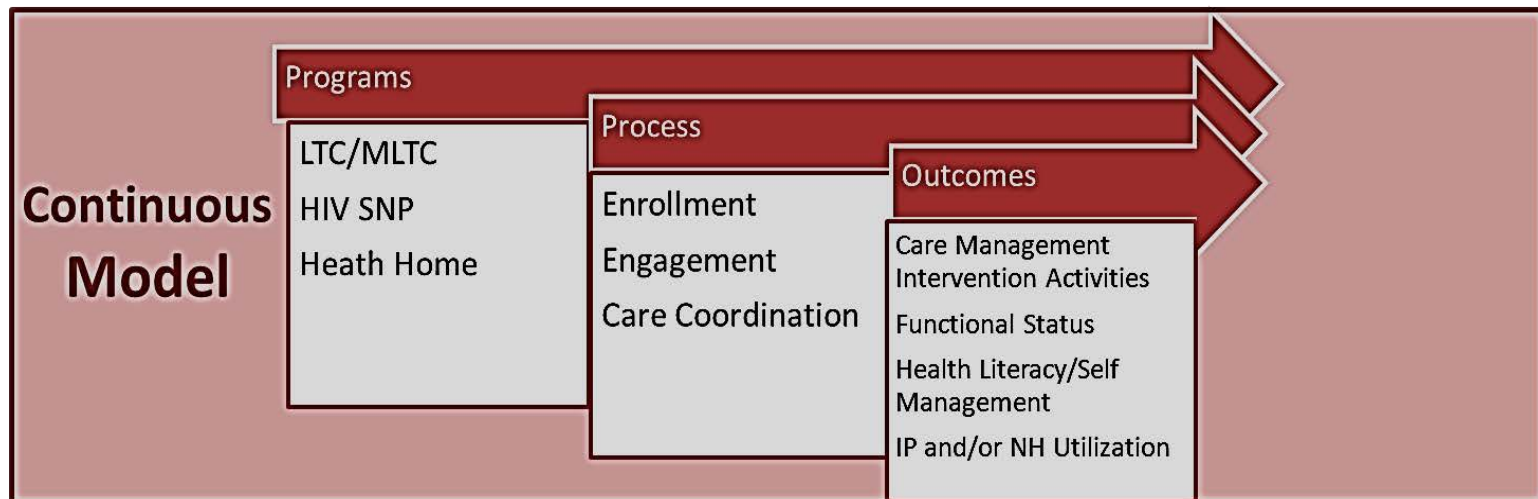 Continuous
Model
Programs
LTC/MLTC
HIV SNP
Heath Home
Process
Enrollment
Engagement
Care Coordination
Outcomes
Care Management
Intervention Activities
Functional Status
Health Literacy/Self
Management
IP and/or NH Utilization